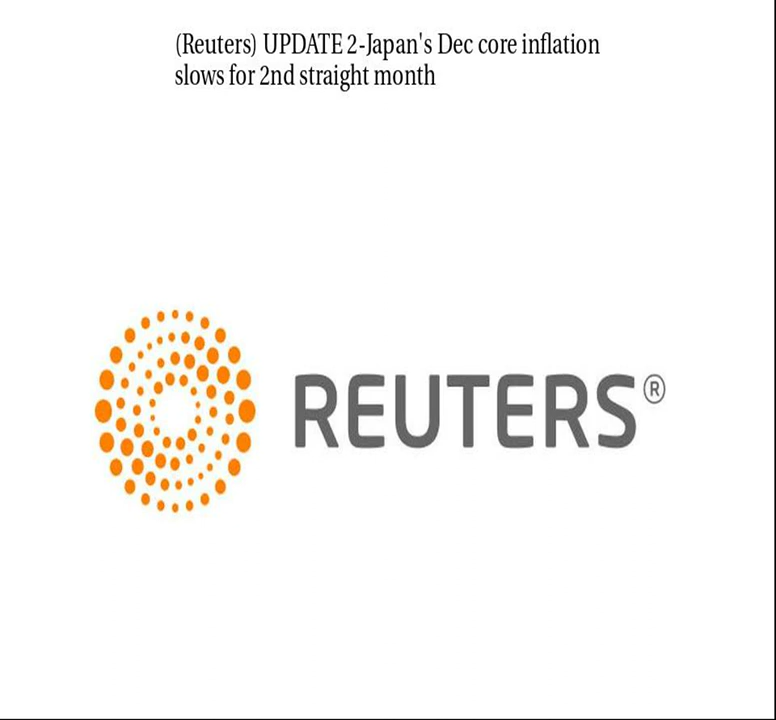 (Reuters) UPDATE 2-Japan's Dec core inflation
slows for 2nd straight month
REUTERS®